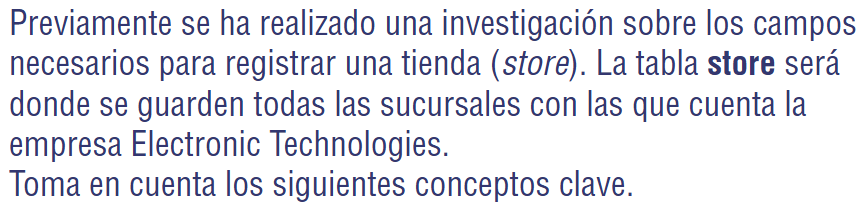 Previamente se ha realizado una investigación sobre los campos
necesarios para registrar una tienda (store). La tabla store será
donde se guarden todas las sucursales con las que cuenta la
empresa Electronic Technologies.
Toma en cuenta los siguientes conceptos clave.